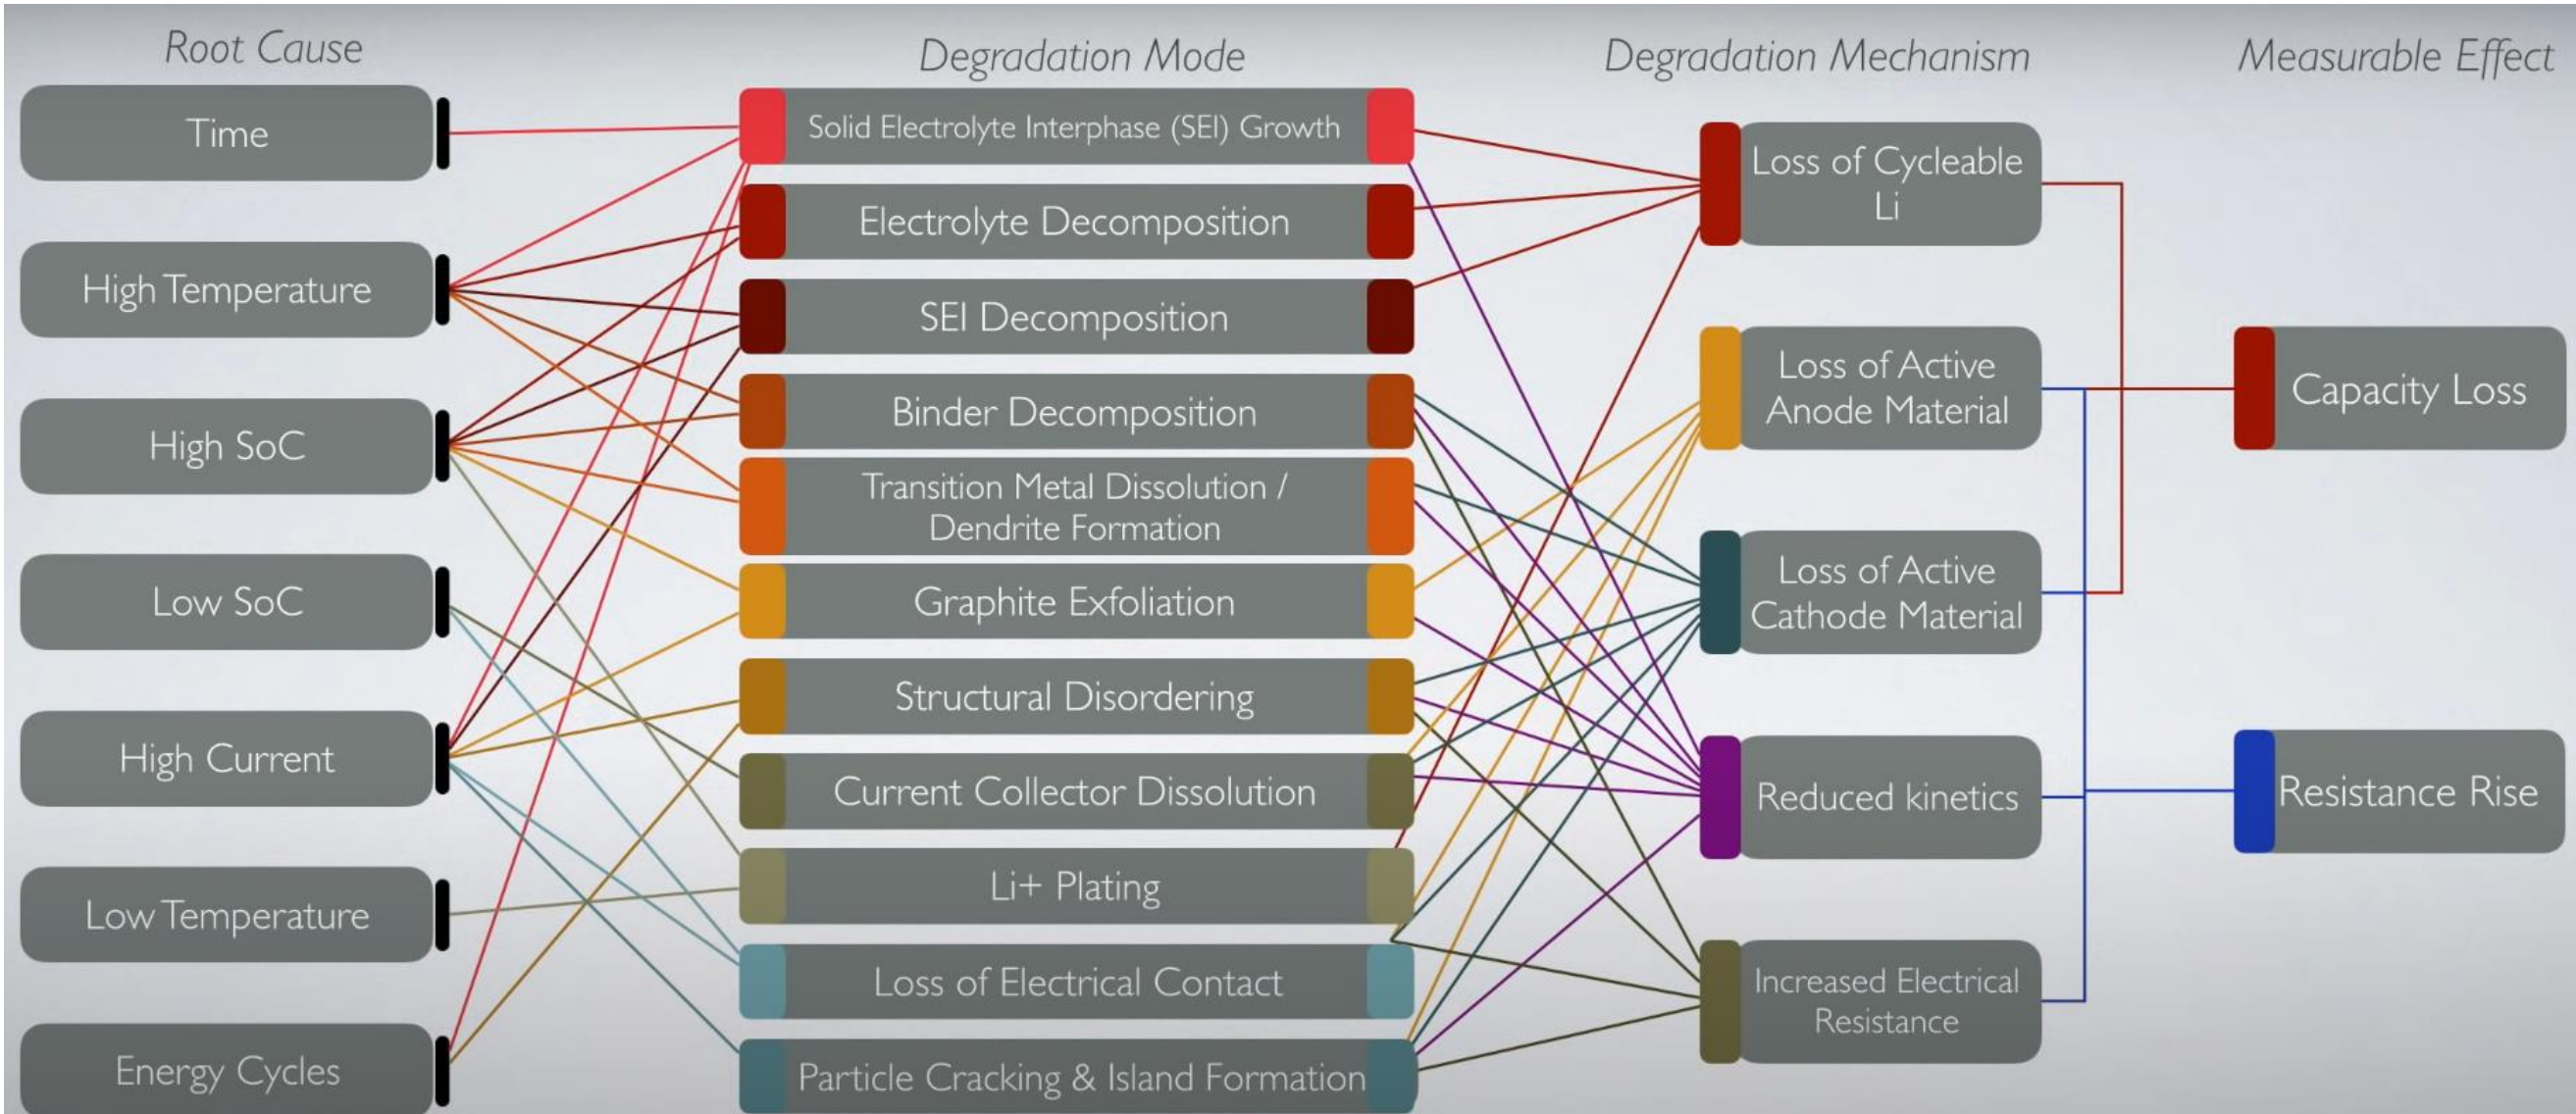 Root Cause
Degradation Mode
Degradation Mechanism
Measurable Effect
Time
High Temperature
High SoC
Low SoC
High Current
Low Temperature
Energy Cycles
Solid Electrolyte Interphase (SEI) Growth
Electrolyte Decomposition
SEI Decomposition
Binder Decomposition
Transition Metal Dissolution /
Dendrite Formation
Graphite Exfoliation
Structural Disordering
Current Collector Dissolution
Li+ Plating
Loss of Electrical Contact
Particle Cracking & Island Formation
Loss of Cycleable
Li
Loss of Active
Anode Material
Loss of Active
Cathode Material
Reduced kinetics
Increased Electrical
Resistance
Capacity Loss
Resistance Rise